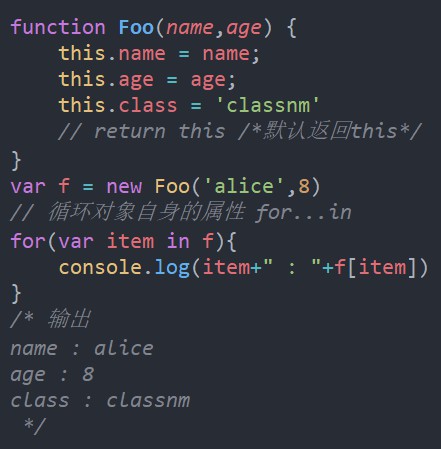 function Foo(name,age) {
    this.name = name;
    this.age = age;
    this.class = 'classnm'
    // return this /*默认返回this*/
}
var f = new Foo('alice',8)
// 循环对象自身的属性 for...in
for(var item in f){
    console.log(item+" : "+f[item])
}
/* 输出
name : alice
age : 8
class : classnm
 */